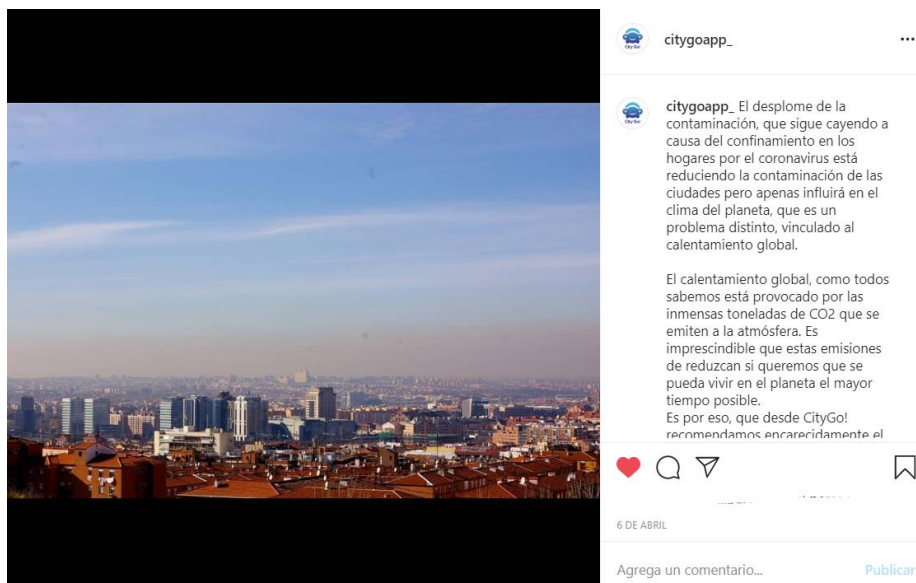 City Go!
citygoapp_
City Go!
citygoapp_ El desplome de la
contaminación, que sigue cayendo a
causa del confinamiento en los
hogares por el coronavirus está
reduciendo la contaminación de las
ciudades pero apenas influirá en el
clima del planeta, que es un
problema distinto, vinculado al
calentamiento global.
El calentamiento global, como todos
sabemos está provocado por las
inmensas toneladas de CO2 que se
emiten a la atmósfera. Es
imprescindible que estas emisiones
de reduzcan si queremos que se
pueda vivir en el planeta el mayor
tiempo posible.
Es por eso, que desde CityGo!
recomendamos encarecidamente el
6 DE ABRIL
Agrega un comentario...
Publicar